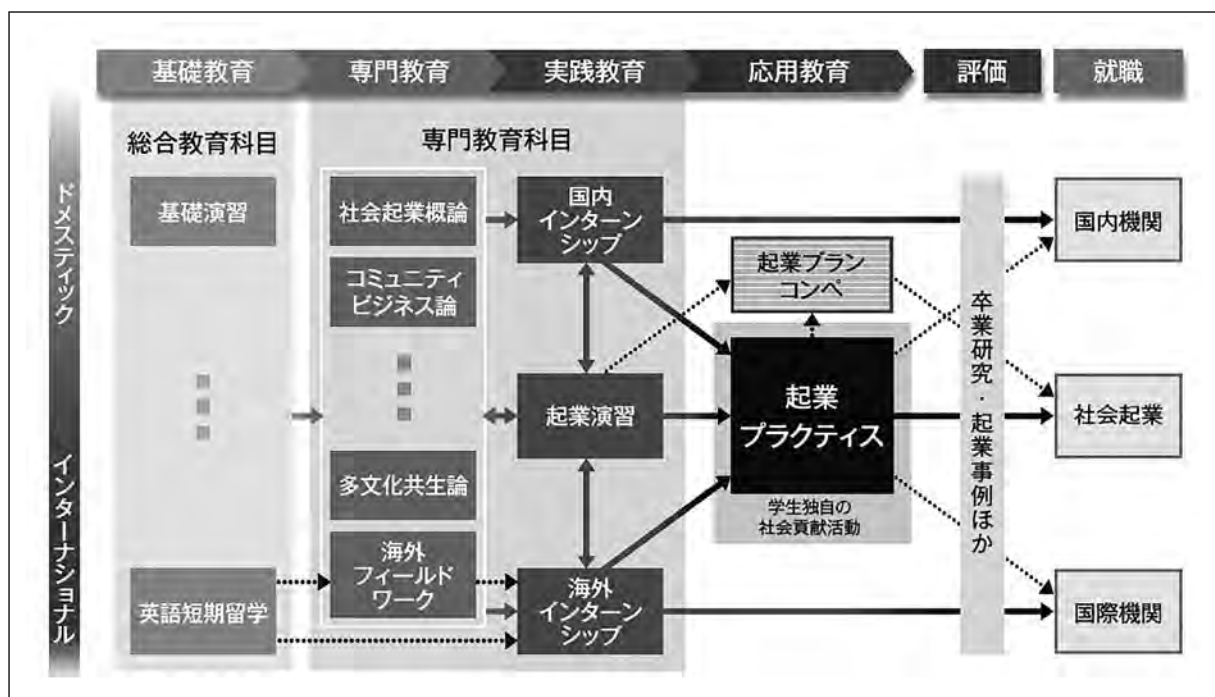 基礎教育
専門教育
実践教育
応用教育
評価
就職
ドメスティック
インターナショナル
総合教育科目
専門教育科目
基礎演習
英語短期留学
社会起業概論
コミュニティ
ビジネス論
多文化共生論
海外
フィールド
ワーク
国内
インターン
シップ
起業演習
海外
インターン
シップ
起業プラン
コンペ
起業
プラクティス
学生独自の
社会貢献活動
卒業研究・起業事例ほか
国内機関
社会起業
国際機関